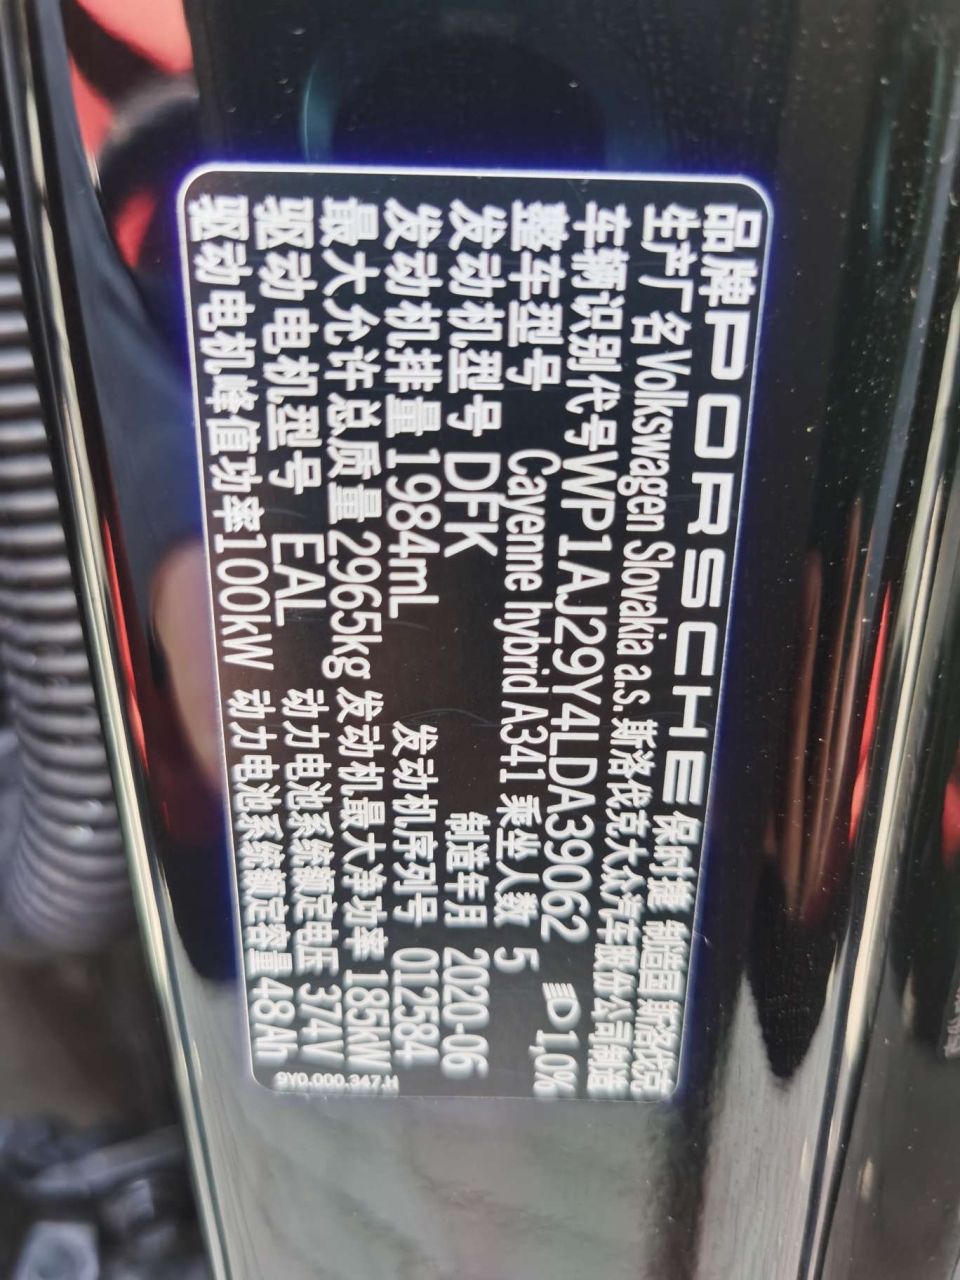 品牌 PORSCHE 保时捷 制造国 斯洛伐克
生产厂名 Volkswagen Slovakia a.s. 斯洛伐克大众汽车股份公司制造
车辆识别代号 WP1AJ29Y4LDA39062 1,0%
整车型号 Cayenne hybrid A341 乘坐人数 5
发动机型号 DFK 制造年月 2020-06
发动机排量 1984mL 发动机序列号 012584
最大允许总质量 2965kg 发动机最大净功率 185kW
驱动电机型号 EAL 动力电池系统额定电压 374V
驱动电机峰值功率 100kW 动力电池系统额定容量 48Ah
9Y0.000.347.H